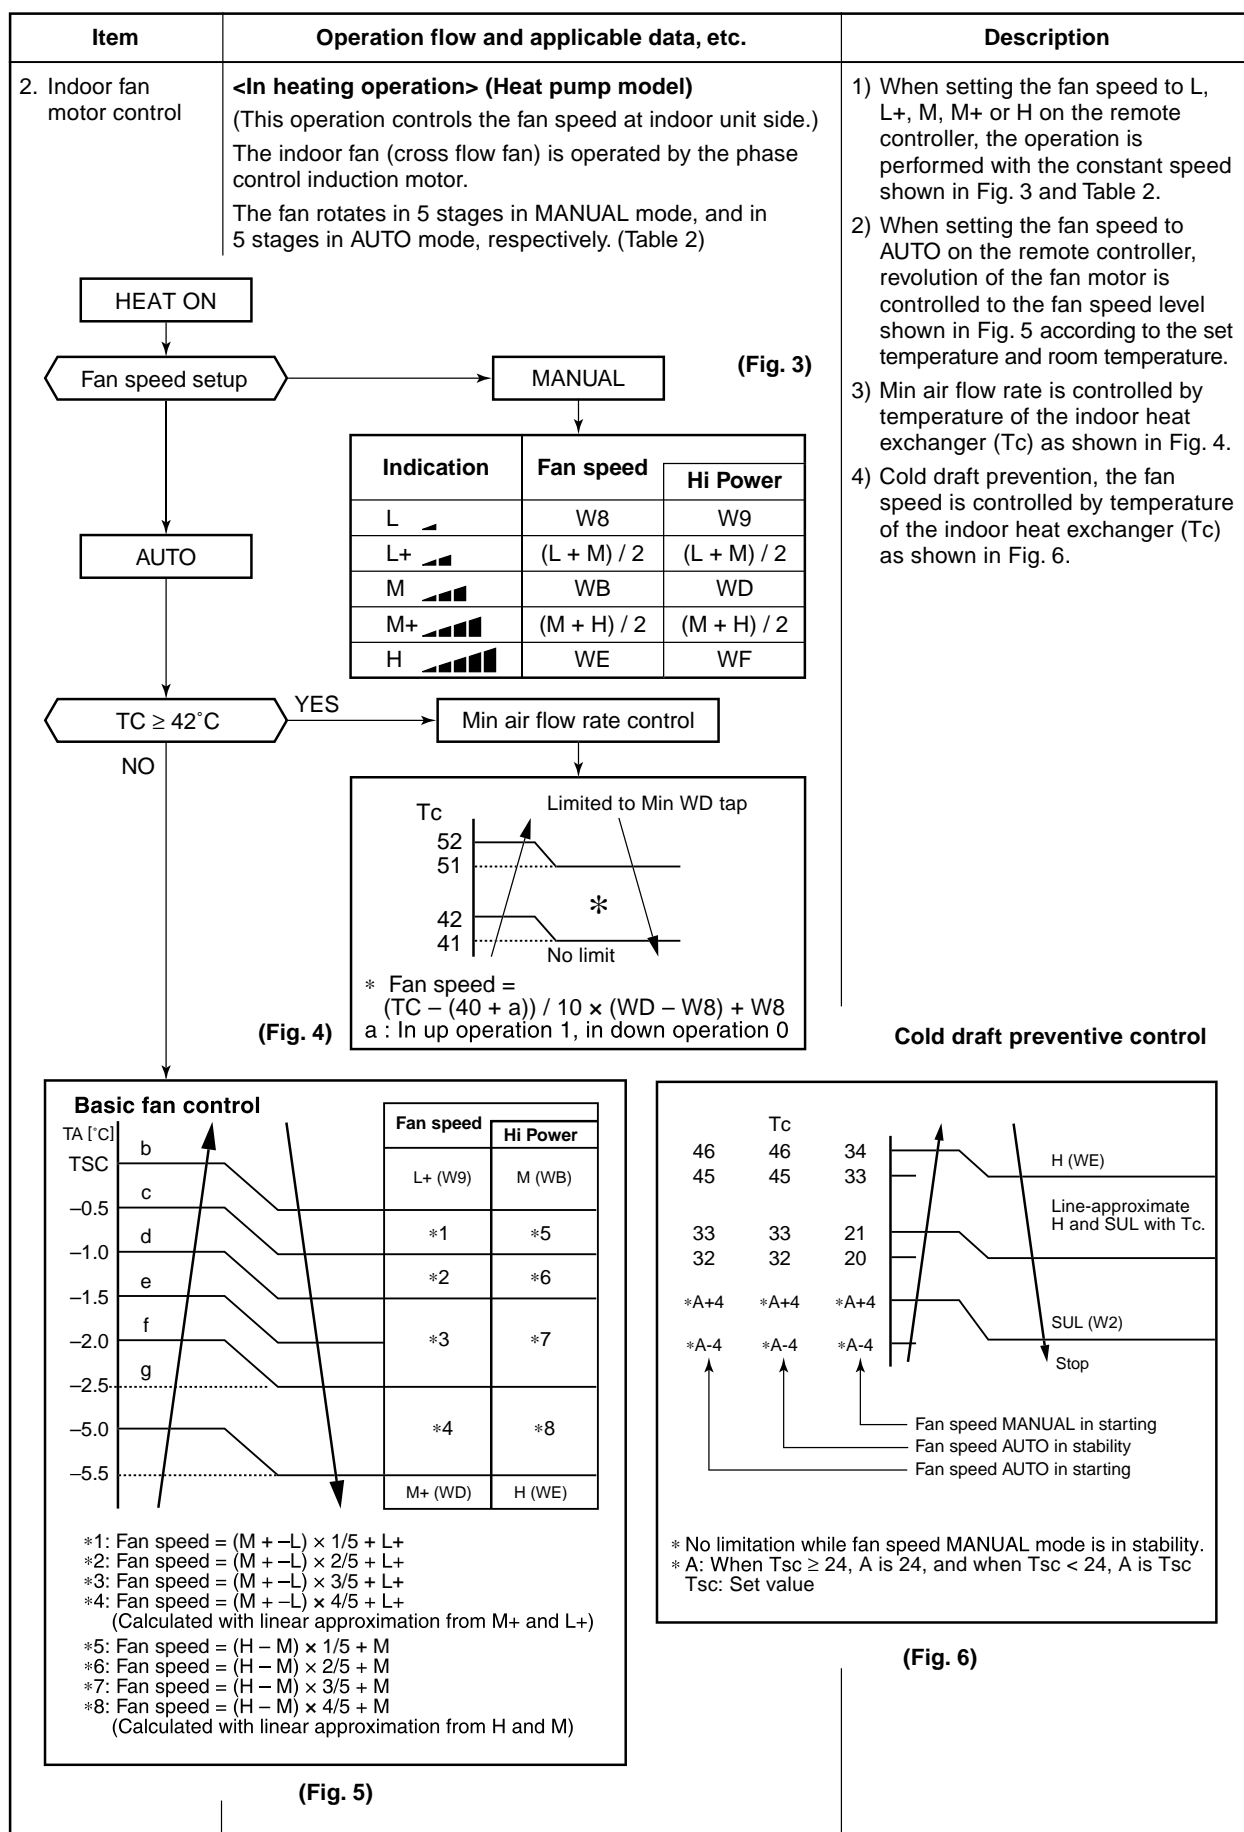 Item
Operation flow and applicable data, etc.
Description
2. Indoor fan
motor control
<In heating operation> (Heat pump model)
(This operation controls the fan speed at indoor unit side.)
The indoor fan (cross flow fan) is operated by the phase
control induction motor.
The fan rotates in 5 stages in MANUAL mode, and in
5 stages in AUTO mode, respectively. (Table 2)
1) When setting the fan speed to L,
L+, M, M+ or H on the remote
controller, the operation is
performed with the constant speed
shown in Fig. 3 and Table 2.
2) When setting the fan speed to
AUTO on the remote controller,
revolution of the fan motor is
controlled to the fan speed level
shown in Fig. 5 according to the set
temperature and room temperature.
3) Min air flow rate is controlled by
temperature of the indoor heat
exchanger (Tc) as shown in Fig. 4.
4) Cold draft prevention, the fan
speed is controlled by temperature
of the indoor heat exchanger (Tc)
as shown in Fig. 6.
HEAT ON
Fan speed setup
MANUAL
(Fig. 3)
Indication Fan speed Hi Power
L W8 W9
L+ (L + M) / 2 (L + M) / 2
M WB WD
M+ (M + H) / 2 (M + H) / 2
H WE WF
AUTO
TC ≥ 42˚C
YES
Min air flow rate control
NO
Tc
Limited to Min WD tap
52
51
*
42
41
No limit
* Fan speed =
(TC – (40 + a)) / 10 × (WD – W8) + W8
a : In up operation 1, in down operation 0
(Fig. 4)
Basic fan control
TA [˚C]
Fan speed
Hi Power
TSC b
L+ (W9) M (WB)
c
–0.5
*1 *5
d
–1.0
*2 *6
e
–1.5
*3 *7
f
–2.0
g
–2.5
–5.0
*4 *8
–5.5
M+ (WD) H (WE)
*1: Fan speed = (M + –L) × 1/5 + L+
*2: Fan speed = (M + –L) × 2/5 + L+
*3: Fan speed = (M + –L) × 3/5 + L+
*4: Fan speed = (M + –L) × 4/5 + L+
(Calculated with linear approximation from M+ and L+)
*5: Fan speed = (H – M) × 1/5 + M
*6: Fan speed = (H – M) × 2/5 + M
*7: Fan speed = (H – M) × 3/5 + M
*8: Fan speed = (H – M) × 4/5 + M
(Calculated with linear approximation from H and M)
(Fig. 5)
Cold draft preventive control
Tc
46 46 34
H (WE)
45 45 33
Line-approximate
H and SUL with Tc.
33 33 21
32 32 20
*A+4 *A+4 *A+4
SUL (W2)
*A-4 *A-4 *A-4
Stop
Fan speed MANUAL in starting
Fan speed AUTO in stability
Fan speed AUTO in starting
* No limitation while fan speed MANUAL mode is in stability.
* A: When Tsc ≥ 24, A is 24, and when Tsc < 24, A is Tsc
Tsc: Set value
(Fig. 6)